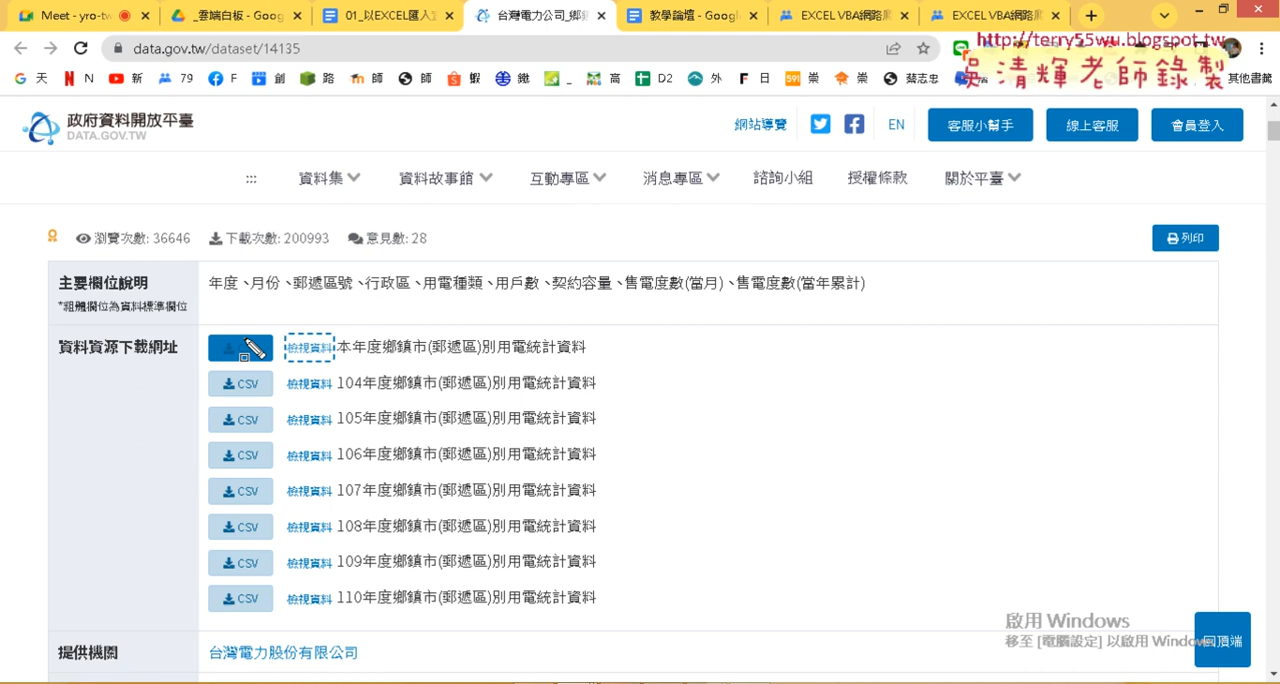 Meet - yro-tw
_雲端白板 - Goog
01_以EXCEL匯入
台灣電力公司_鄉
教學論壇 - Googl
EXCEL VBA網路
EXCEL VBA網路
data.gov.tw/dataset/14135
http://terry55wu.blogspot.tw
吳清輝老師錄製
天 N 新 79 F 創 路 師 師 蝦 高 D2 外 日 崇 崇 蔡志忠 其他書籤
政府資料開放平臺
DATA.GOV.TW
網站導覽 EN 客服小幫手 線上客服 會員登入
::: 資料集 資料故事館 互動專區 消息專區 諮詢小組 授權條款 關於平臺
瀏覽次數: 36646 下載次數: 200993 意見數: 28
列印
主要欄位說明
*粗體欄位為資料標準欄位
年度、月份、郵遞區號、行政區、用電種類、用戶數、契約容量、售電度數(當月)、售電度數(當年累計)
資料資源下載網址
檢視資料 本年度鄉鎮市(郵遞區)別用電統計資料
CSV 檢視資料 104年度鄉鎮市(郵遞區)別用電統計資料
CSV 檢視資料 105年度鄉鎮市(郵遞區)別用電統計資料
CSV 檢視資料 106年度鄉鎮市(郵遞區)別用電統計資料
CSV 檢視資料 107年度鄉鎮市(郵遞區)別用電統計資料
CSV 檢視資料 108年度鄉鎮市(郵遞區)別用電統計資料
CSV 檢視資料 109年度鄉鎮市(郵遞區)別用電統計資料
CSV 檢視資料 110年度鄉鎮市(郵遞區)別用電統計資料
啟用 Windows
移至 [電腦設定] 以啟用 Windows
回頂端
提供機關
台灣電力股份有限公司